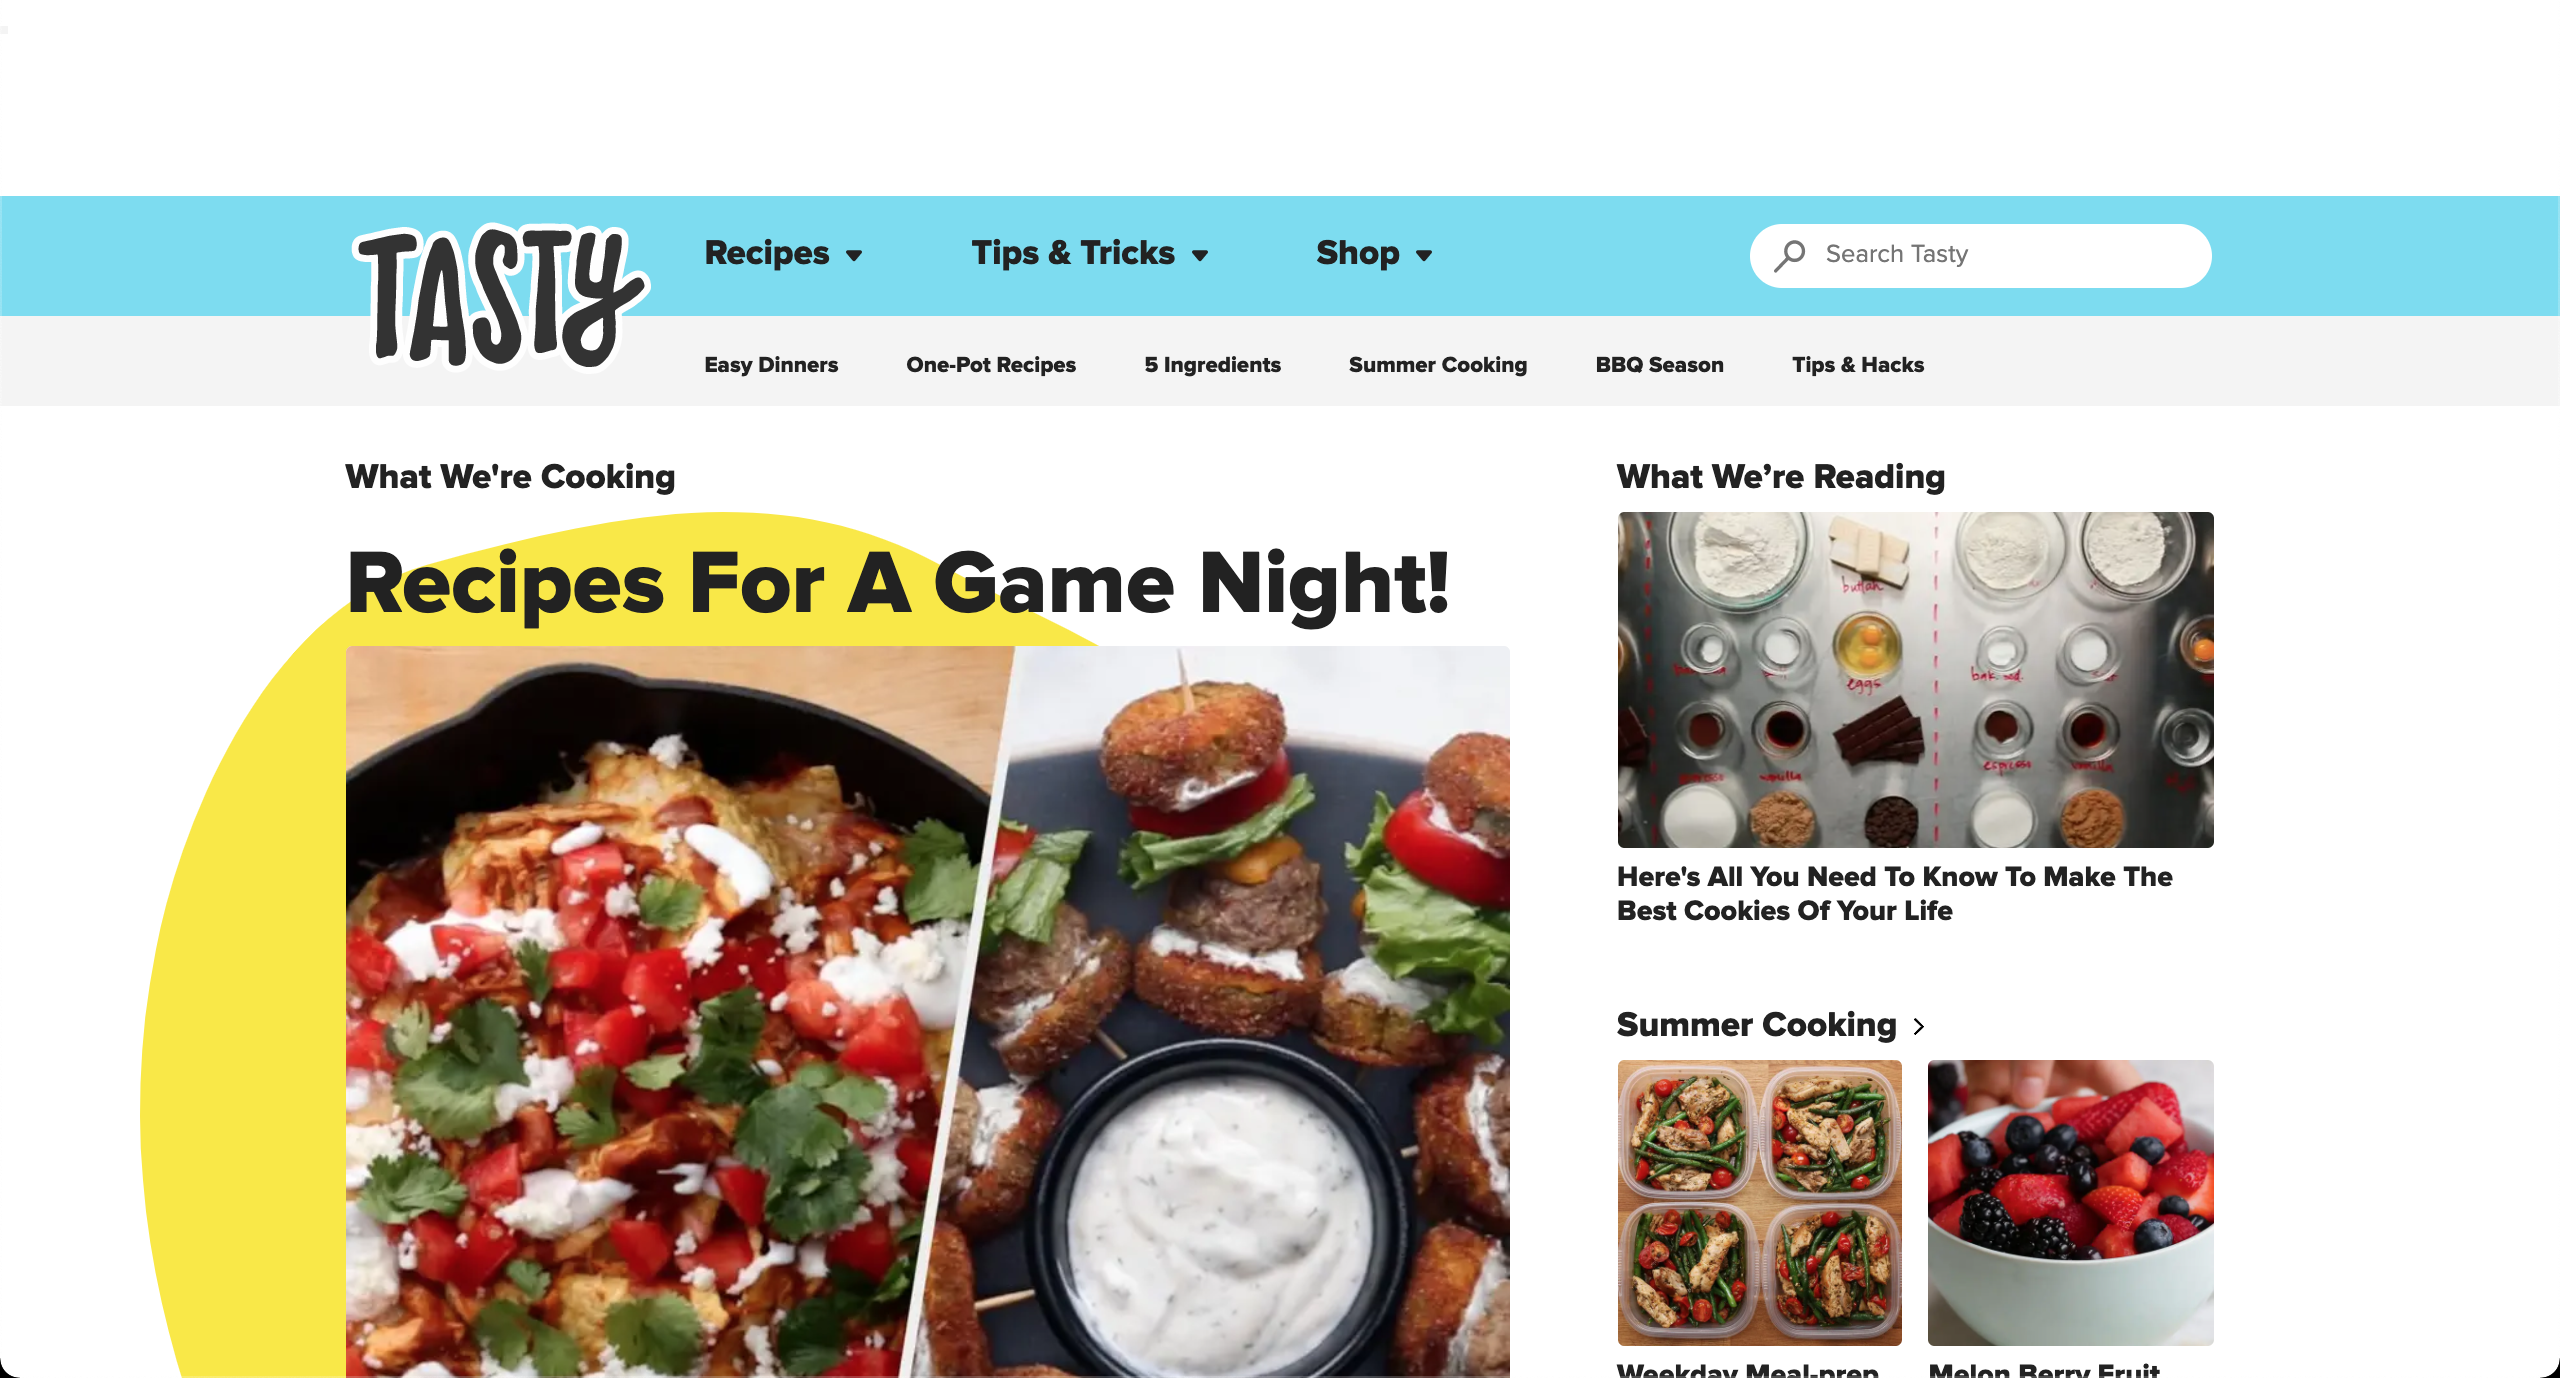 TASTY
Recipes
Tips & Tricks
Shop
Search Tasty
Easy Dinners
One-Pot Recipes
5 Ingredients
Summer Cooking
BBQ Season
Tips & Hacks
What We're Cooking
Recipes For A Game Night!
What We’re Reading
eggs
espresso
vanilla
Here's All You Need To Know To Make The
Best Cookies Of Your Life
Summer Cooking
Weekday Meal-prep
Melon Berry Fruit